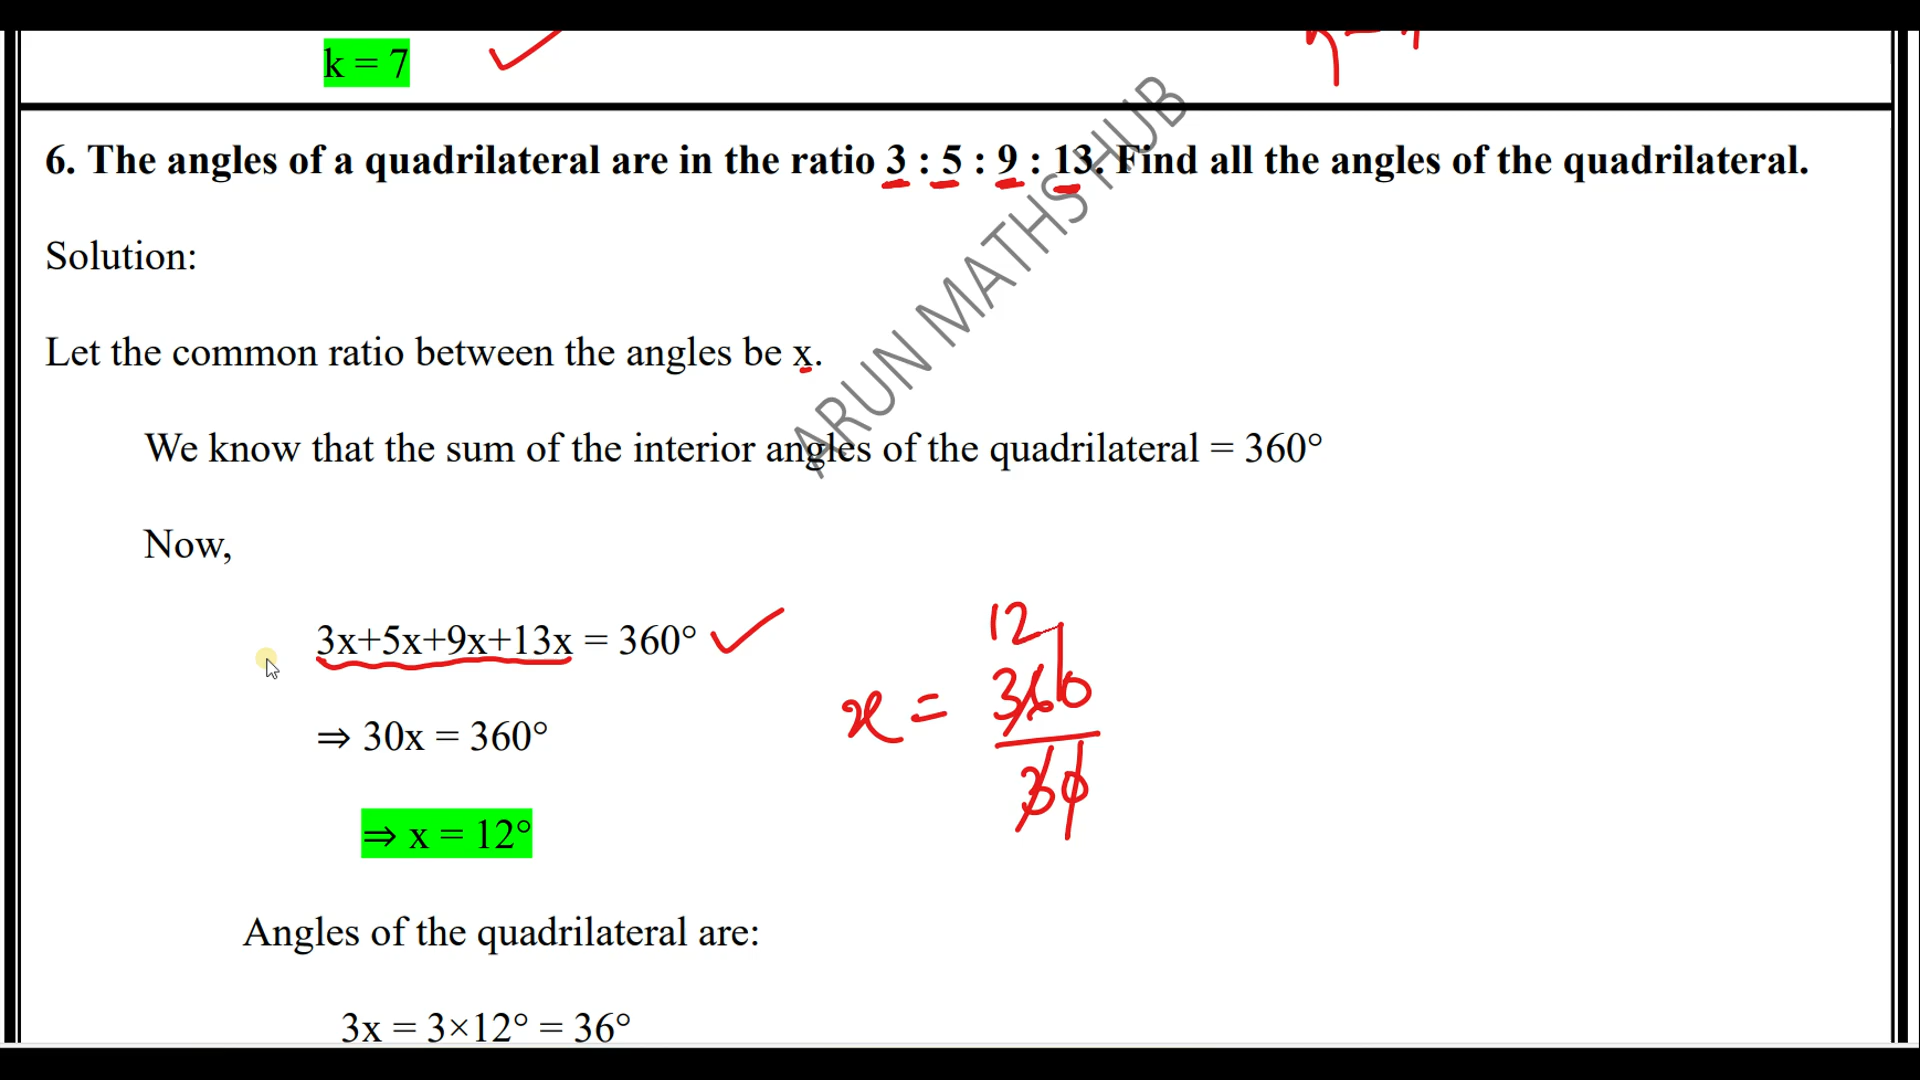 k = 7
6. The angles of a quadrilateral are in the ratio 3 : 5 : 9 : 13. Find all the angles of the quadrilateral.
Solution:
Let the common ratio between the angles be x.
We know that the sum of the interior angles of the quadrilateral = 360°
Now,
3x+5x+9x+13x = 360°
⇒ 30x = 360°
⇒ x = 12°
12
x = 360
30
Angles of the quadrilateral are:
3x = 3×12° = 36°
ARUN MATHS HUB